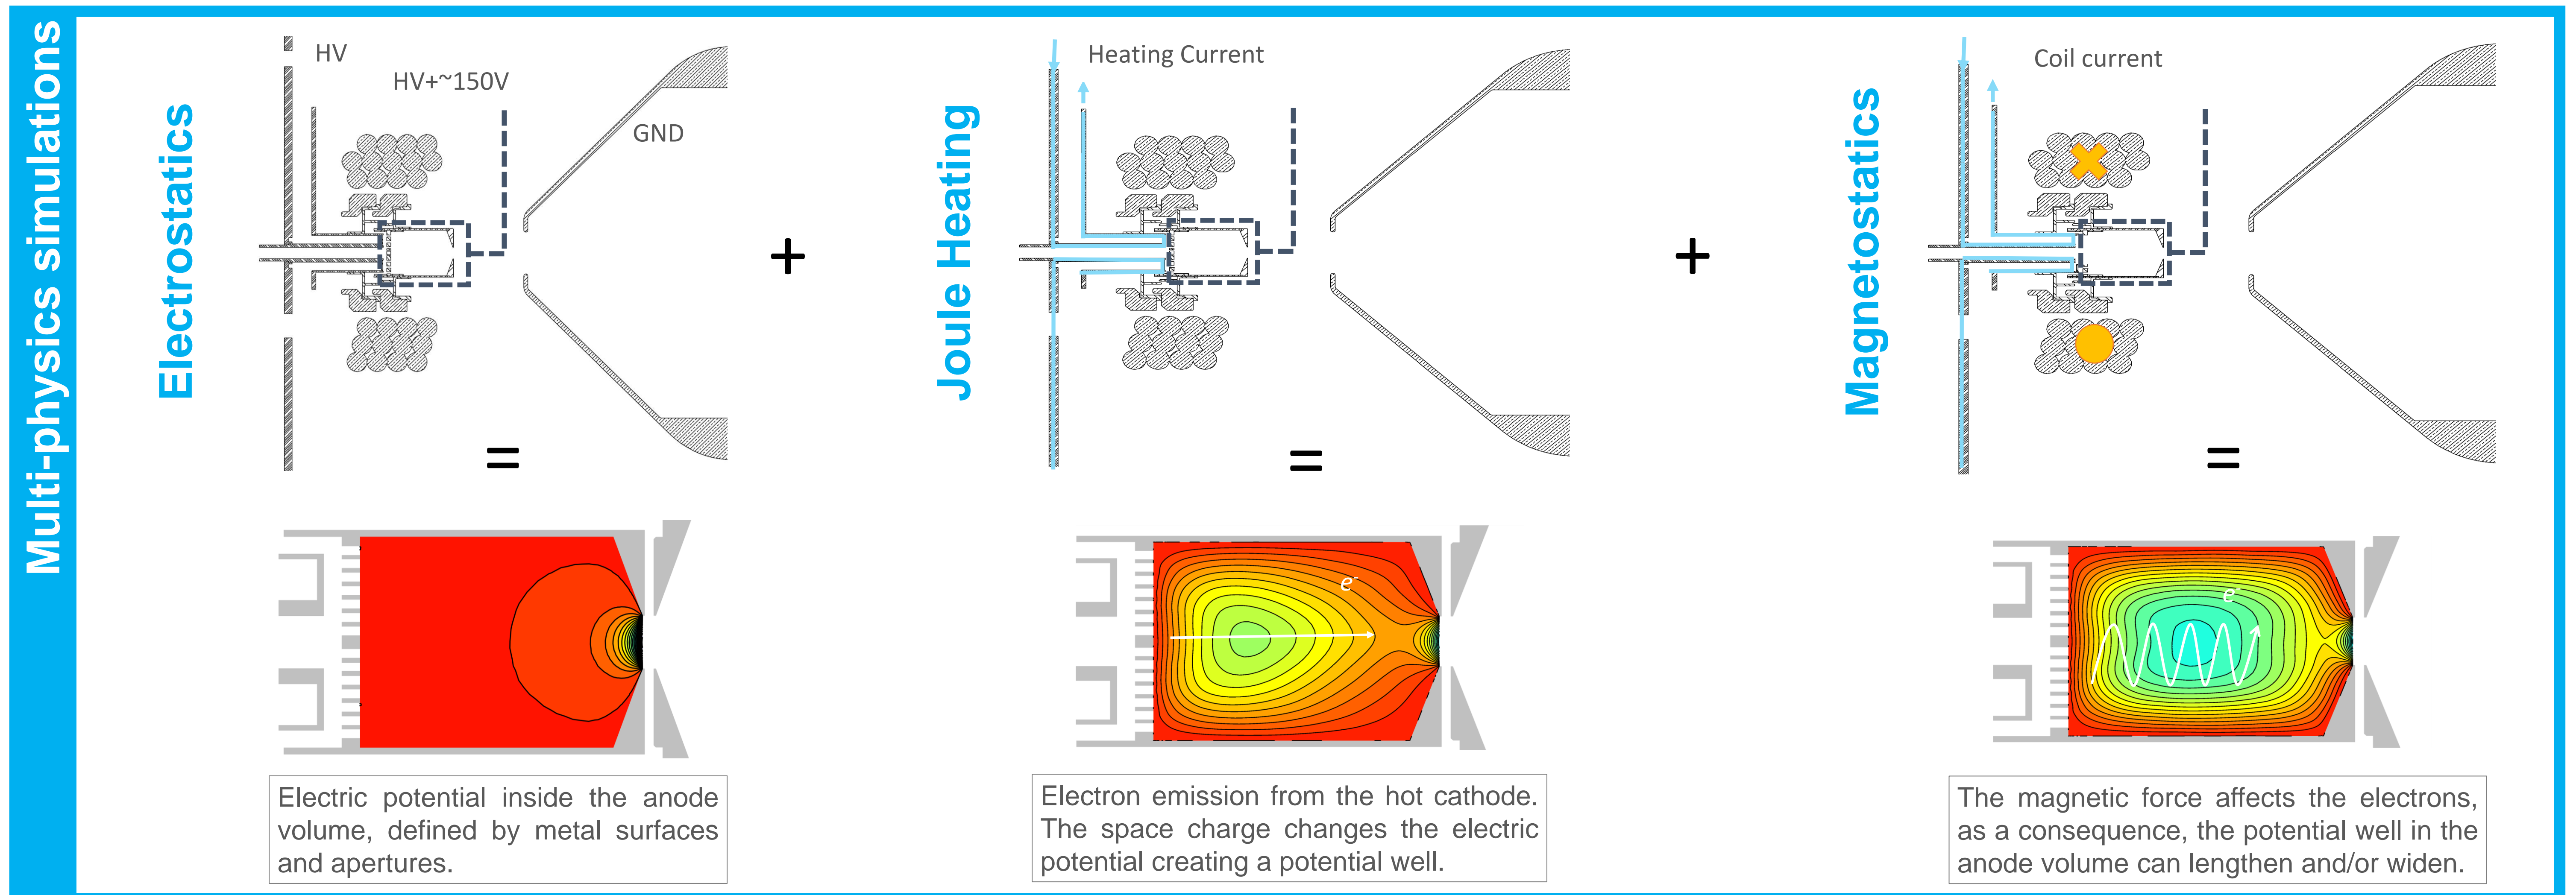 Multi-physics simulations
Electrostatics
HV
HV+~150V
GND
=
+
Joule Heating
Heating Current
=
+
Magnetostatics
Coil current
=
Electric potential inside the anode
volume, defined by metal surfaces
and apertures.
e-
Electron emission from the hot cathode.
The space charge changes the electric
potential creating a potential well.
e-
The magnetic force affects the electrons,
as a consequence, the potential well in the
anode volume can lengthen and/or widen.